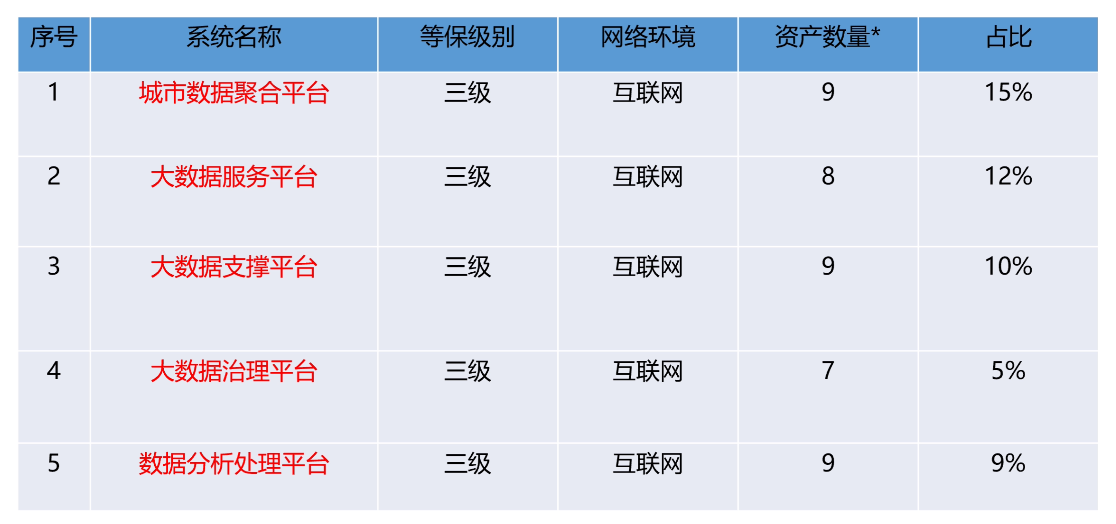 序号 系统名称 等保级别 网络环境 资产数量* 占比
1 城市数据聚合平台 三级 互联网 9 15%
2 大数据服务平台 三级 互联网 8 12%
3 大数据支撑平台 三级 互联网 9 10%
4 大数据治理平台 三级 互联网 7 5%
5 数据分析处理平台 三级 互联网 9 9%